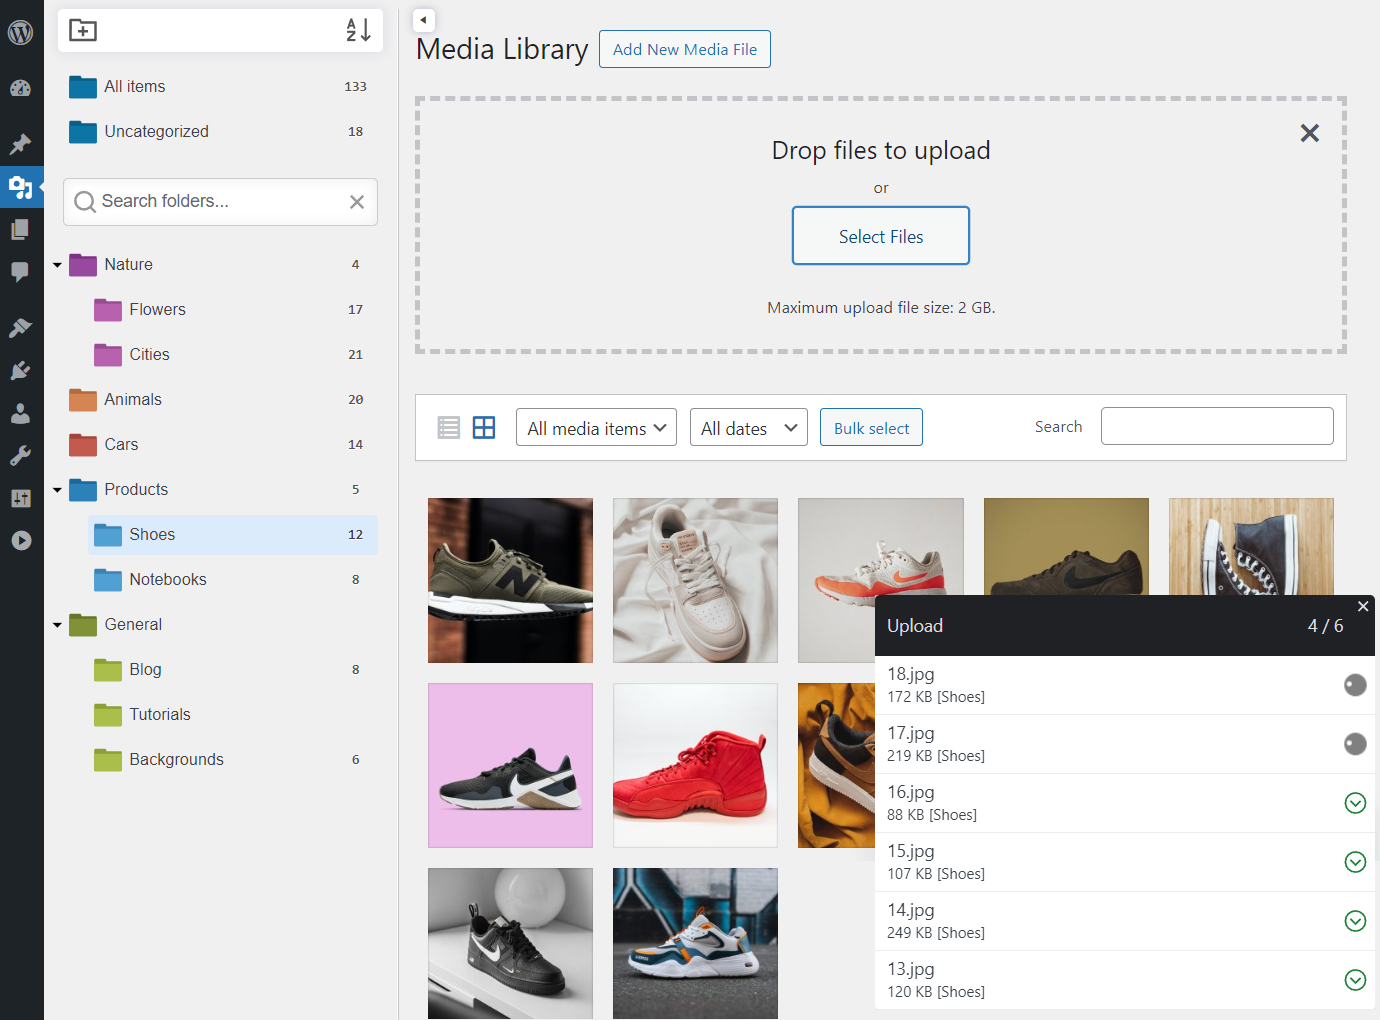 All items 133
Uncategorized 18
Search folders...
Nature 4
Flowers 17
Cities 21
Animals 20
Cars 14
Products 5
Shoes 12
Notebooks 8
General
Blog 8
Tutorials
Backgrounds 6
Media Library
Add New Media File
Drop files to upload
or
Select Files
Maximum upload file size: 2 GB.
All media items
All dates
Bulk select
Search
Upload 4 / 6
18.jpg
172 KB [Shoes]
17.jpg
219 KB [Shoes]
16.jpg
88 KB [Shoes]
15.jpg
107 KB [Shoes]
14.jpg
249 KB [Shoes]
13.jpg
120 KB [Shoes]